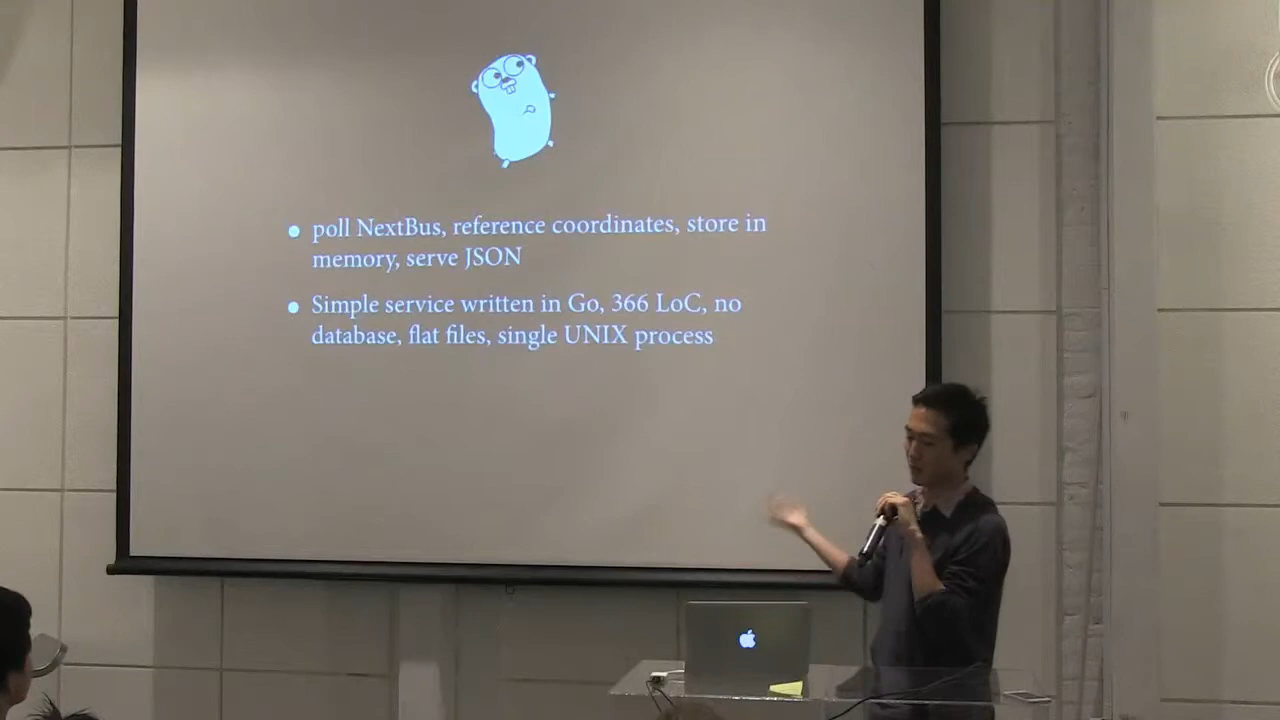 • poll NextBus, reference coordinates, store in
memory, serve JSON
• Simple service written in Go, 366 LoC, no
database, flat files, single UNIX process